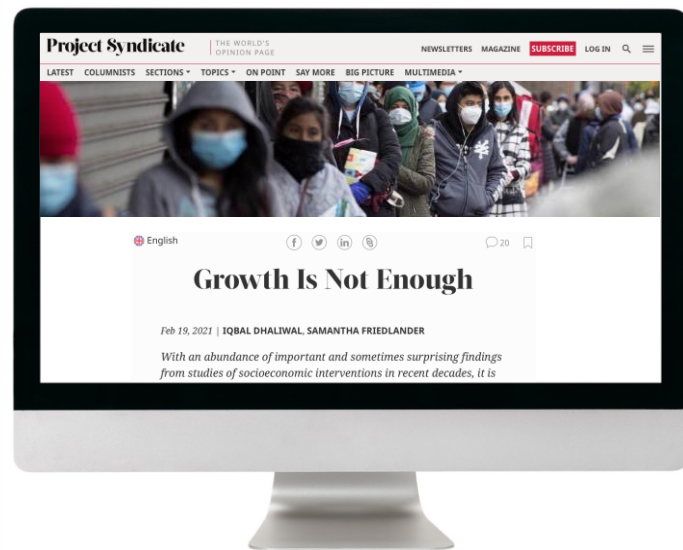 Project Syndicate
THE WORLD'S
OPINION PAGE
NEWSLETTERS MAGAZINE SUBSCRIBE LOG IN
LATEST COLUMNISTS SECTIONS TOPICS ON POINT SAY MORE BIG PICTURE MULTIMEDIA
English
20
Growth Is Not Enough
Feb 19, 2021 | IQBAL DHALIWAL, SAMANTHA FRIEDLANDER
With an abundance of important and sometimes surprising findings
from studies of socioeconomic interventions in recent decades, it is